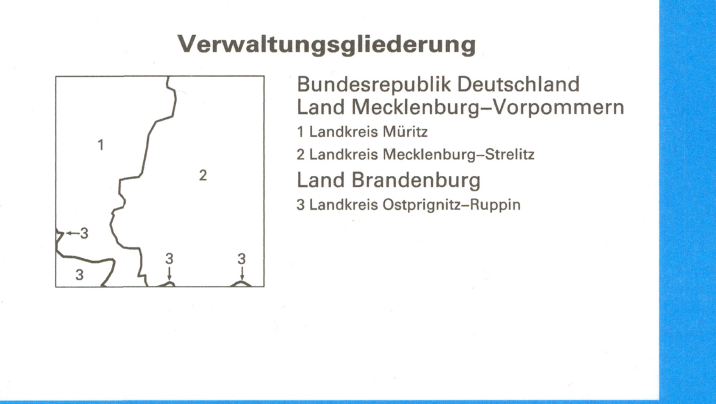 Verwaltungsgliederung
Bundesrepublik Deutschland
Land Mecklenburg–Vorpommern
1 Landkreis Müritz
2 Landkreis Mecklenburg–Strelitz
Land Brandenburg
3 Landkreis Ostprignitz–Ruppin
1
2
3
3
3
3